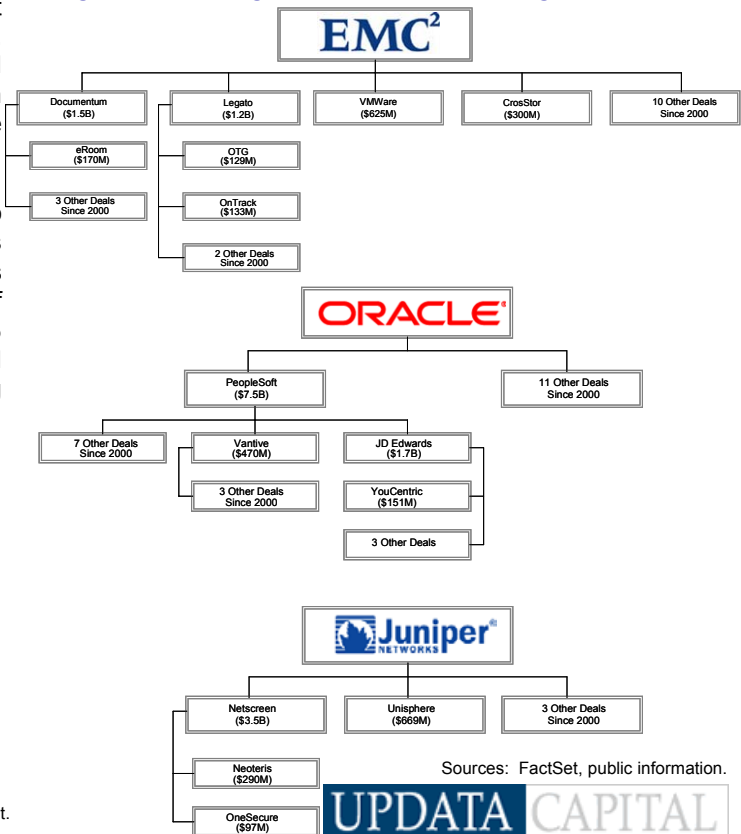 EMC²
Documentum
($1.5B)
Legato
($1.2B)
VMWare
($625M)
CrosStor
($300M)
10 Other Deals
Since 2000
eRoom
($170M)
OTG
($129M)
3 Other Deals
Since 2000
OnTrack
($133M)
2 Other Deals
Since 2000
ORACLE®
PeopleSoft
($7.5B)
11 Other Deals
Since 2000
7 Other Deals
Since 2000
Vantive
($470M)
JD Edwards
($1.7B)
3 Other Deals
Since 2000
YouCentric
($151M)
3 Other Deals
Juniper®
NETWORKS
Netscreen
($3.5B)
Unisphere
($669M)
3 Other Deals
Since 2000
Neoteris
($290M)
Sources: FactSet, public information.
OneSecure
($97M)
UPDATA CAPITAL
t.